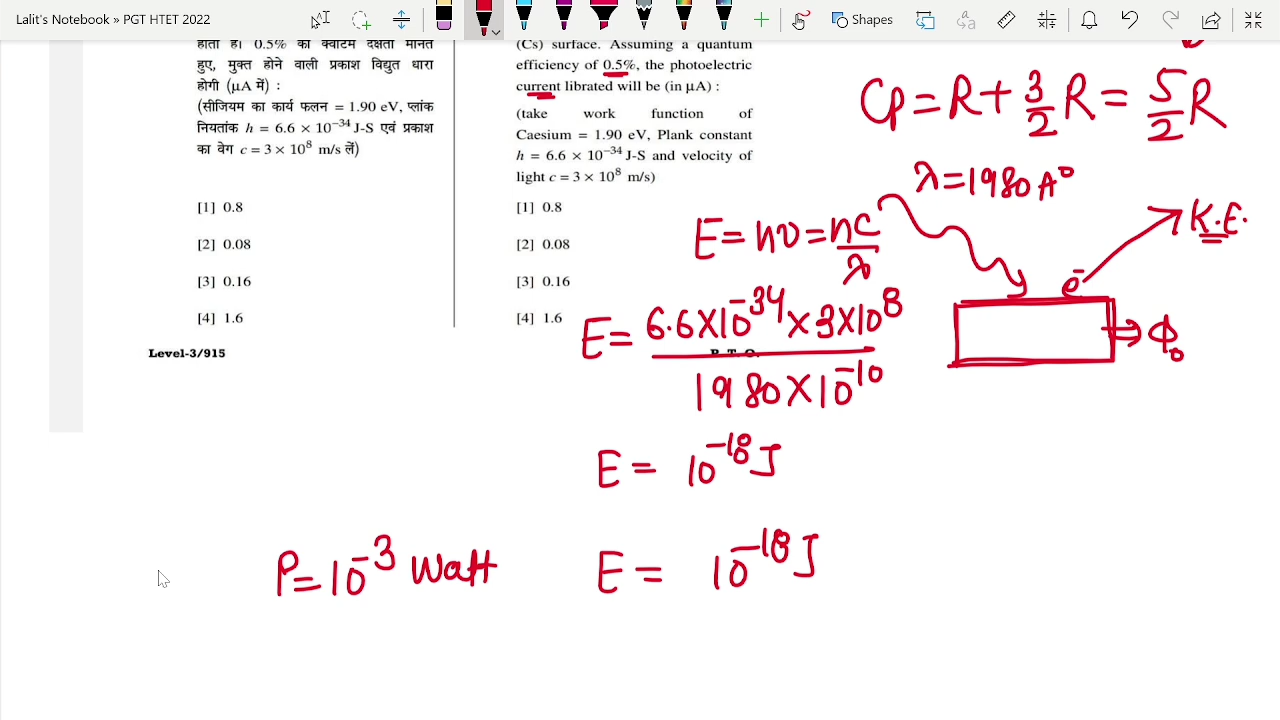 Lalit's Notebook » PGT HTET 2022
Shapes
होता है। 0.5% की क्वांटम दक्षता मानते
हुए, मुक्त होने वाली प्रकाश विद्युत धारा
होगी (μA में) :
(सीजियम का कार्य फलन = 1.90 eV, प्लांक
नियतांक h = 6.6 × 10⁻³⁴ J-S एवं प्रकाश
का वेग c = 3 × 10⁸ m/s लें)
[1] 0.8
[2] 0.08
[3] 0.16
[4] 1.6
Level-3/915
(Cs) surface. Assuming a quantum
efficiency of 0.5%, the photoelectric
current librated will be (in μA) :
(take work function of
Caesium = 1.90 eV, Plank constant
h = 6.6 × 10⁻³⁴ J-S and velocity of
light c = 3 × 10⁸ m/s)
[1] 0.8
[2] 0.08
[3] 0.16
[4] 1.6
P. T. O.
Cp = R + 3/2 R = 5/2 R
λ = 1980 A°
E = hν = hc/λ
K.E.
e⁻
ϕ₀
E = 6.6 × 10⁻³⁴ × 3 × 10⁸ / 1980 × 10⁻¹⁰
E = 10⁻¹⁸ J
P = 10⁻³ Watt
E = 10⁻¹⁸ J